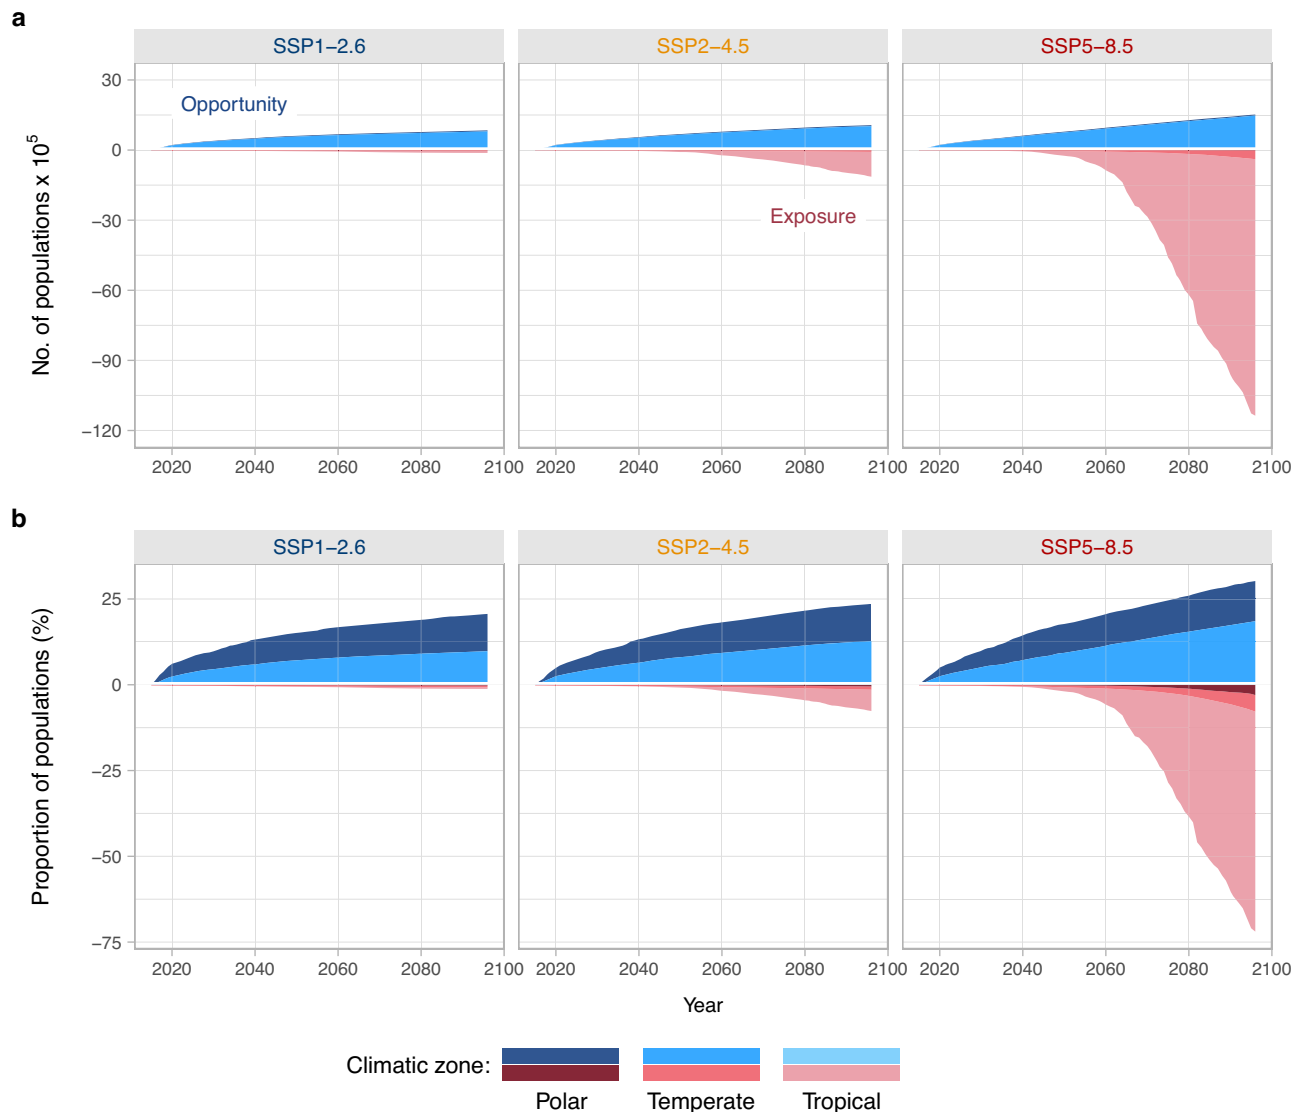 a
SSP1−2.6
SSP2−4.5
SSP5−8.5
No. of populations x 10⁵
30
0
−30
−60
−90
−120
Opportunity
Exposure
2020 2040 2060 2080 2100
2020 2040 2060 2080 2100
2020 2040 2060 2080 2100
b
SSP1−2.6
SSP2−4.5
SSP5−8.5
Proportion of populations (%)
25
0
−25
−50
−75
2020 2040 2060 2080 2100
2020 2040 2060 2080 2100
2020 2040 2060 2080 2100
Year
Climatic zone:
Polar Temperate Tropical